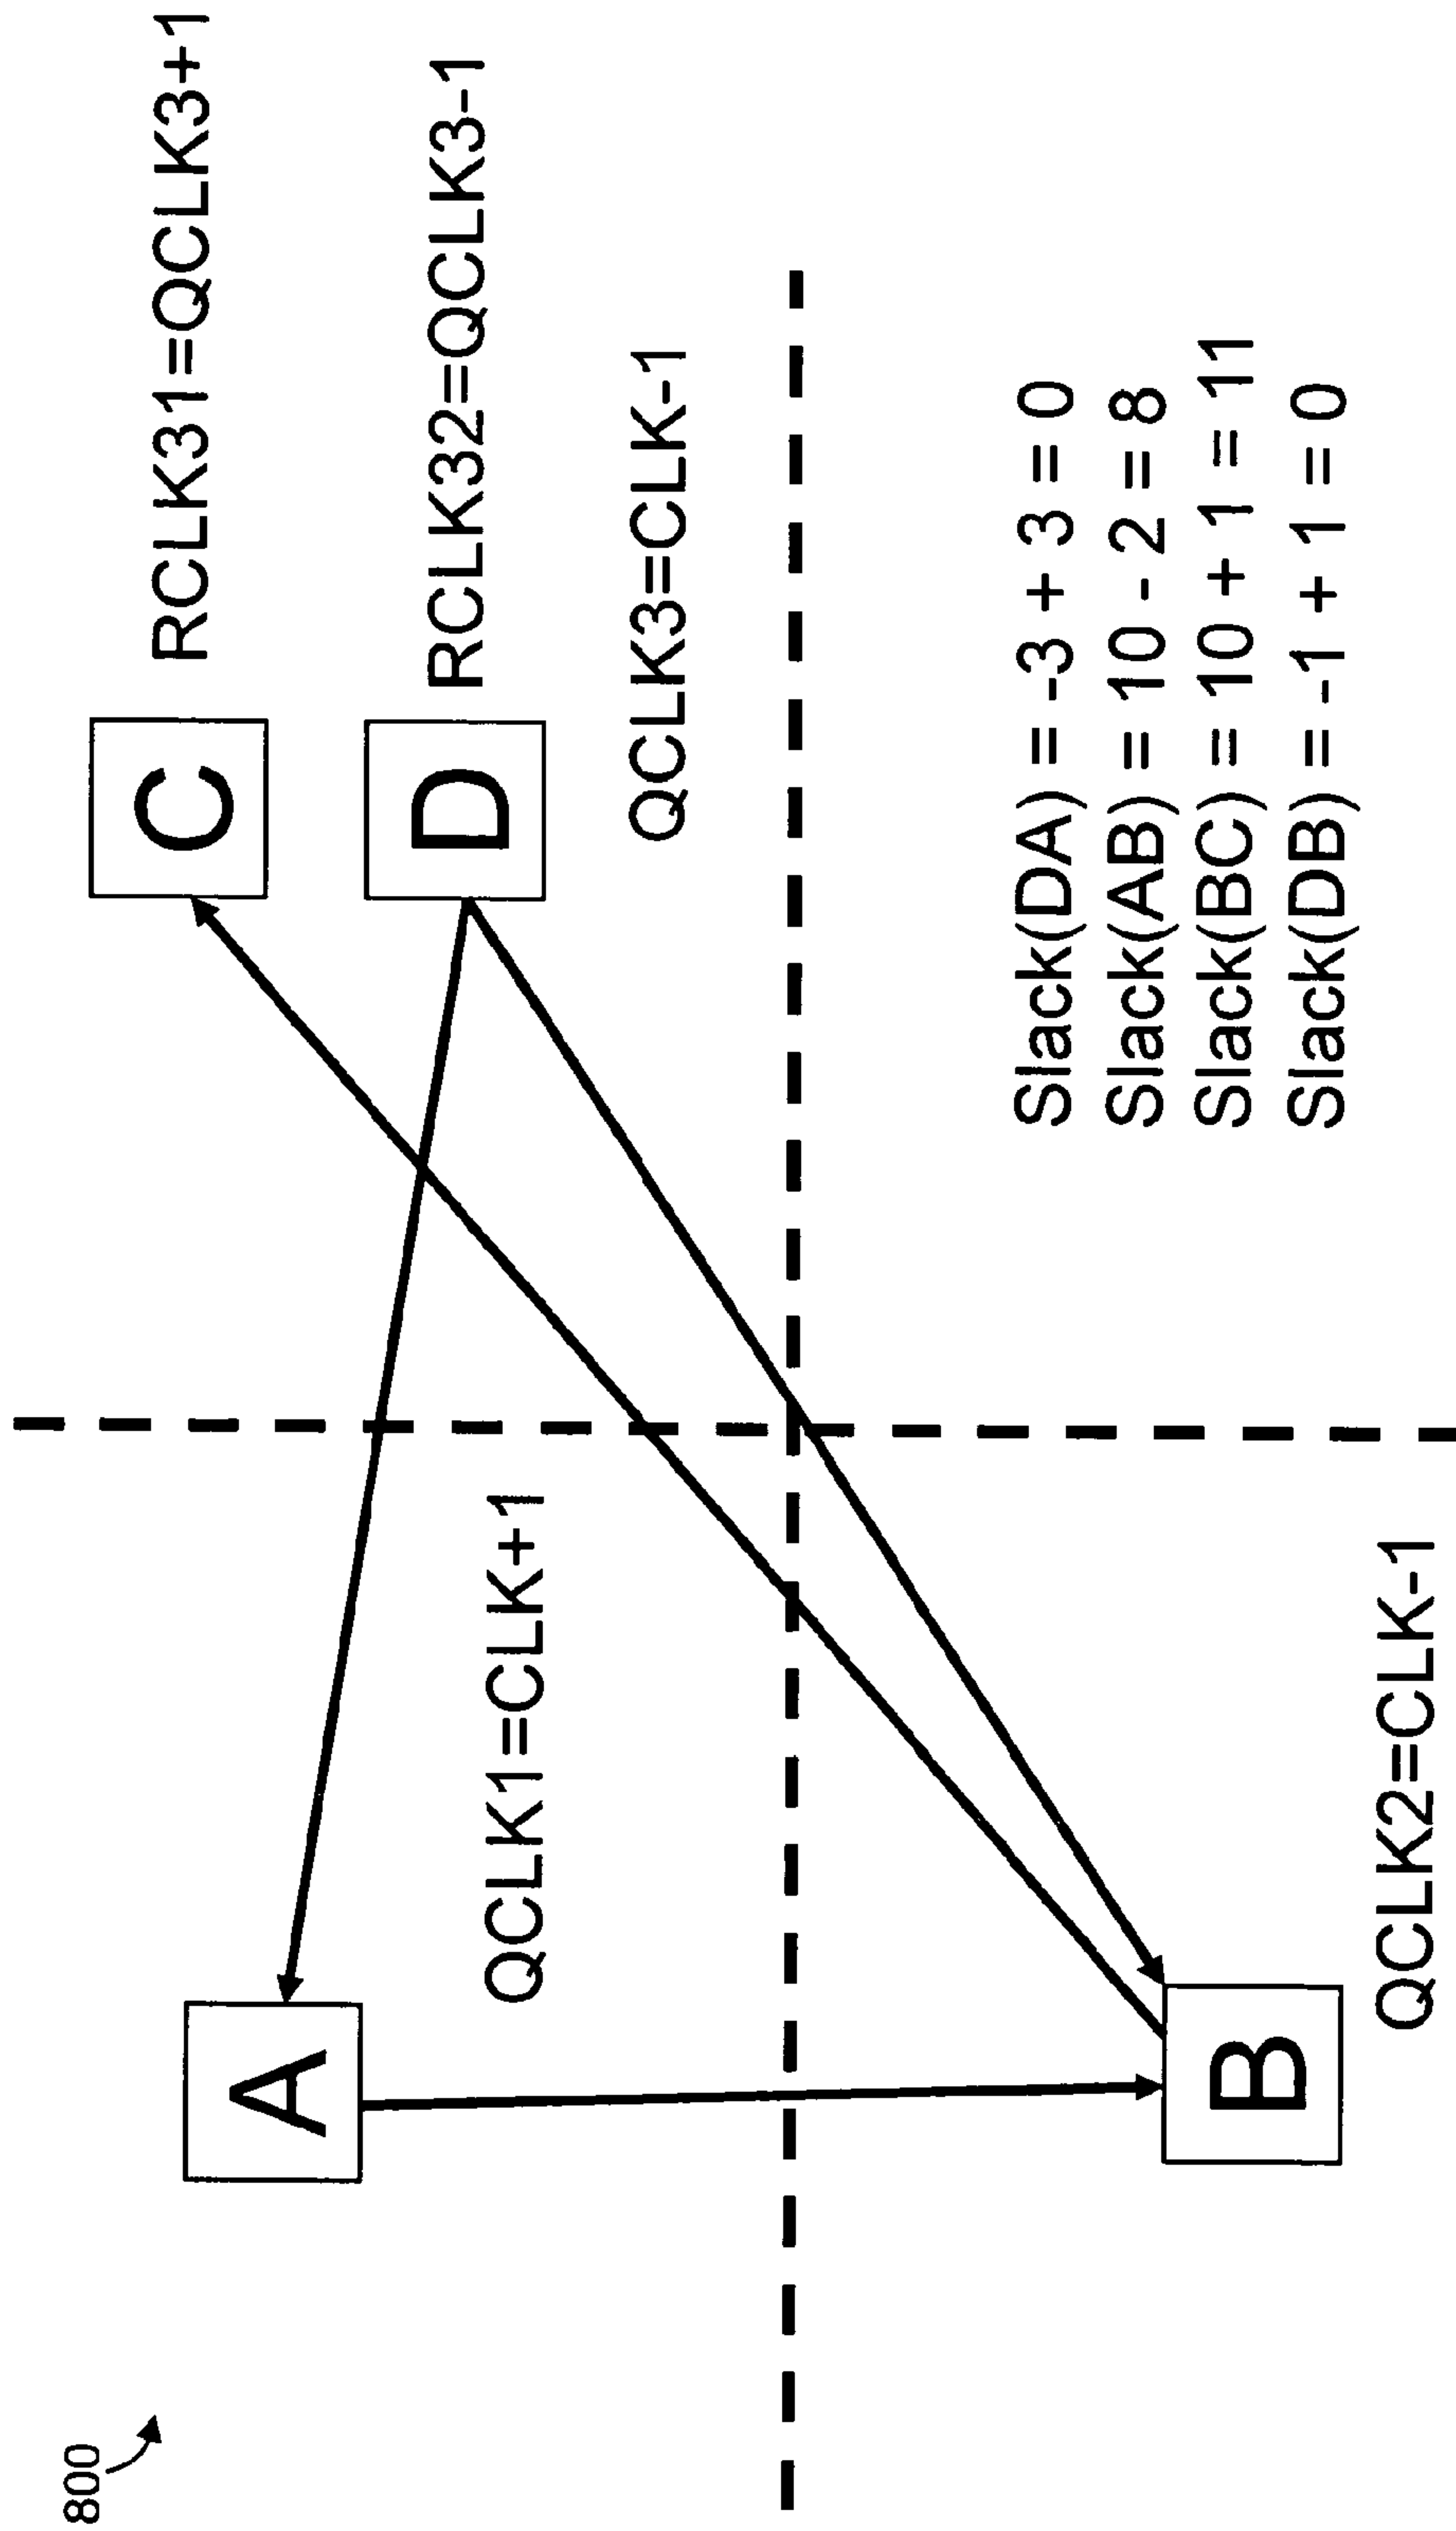 800
C
RCLK31=QCLK3+1
A
D
RCLK32=QCLK3-1
QCLK1=CLK+1
QCLK3=CLK-1
B
QCLK2=CLK-1
Slack(DA) = -3 + 3 = 0
Slack(AB) = 10 - 2 = 8
Slack(BC) = 10 + 1 = 11
Slack(DB) = -1 + 1 = 0